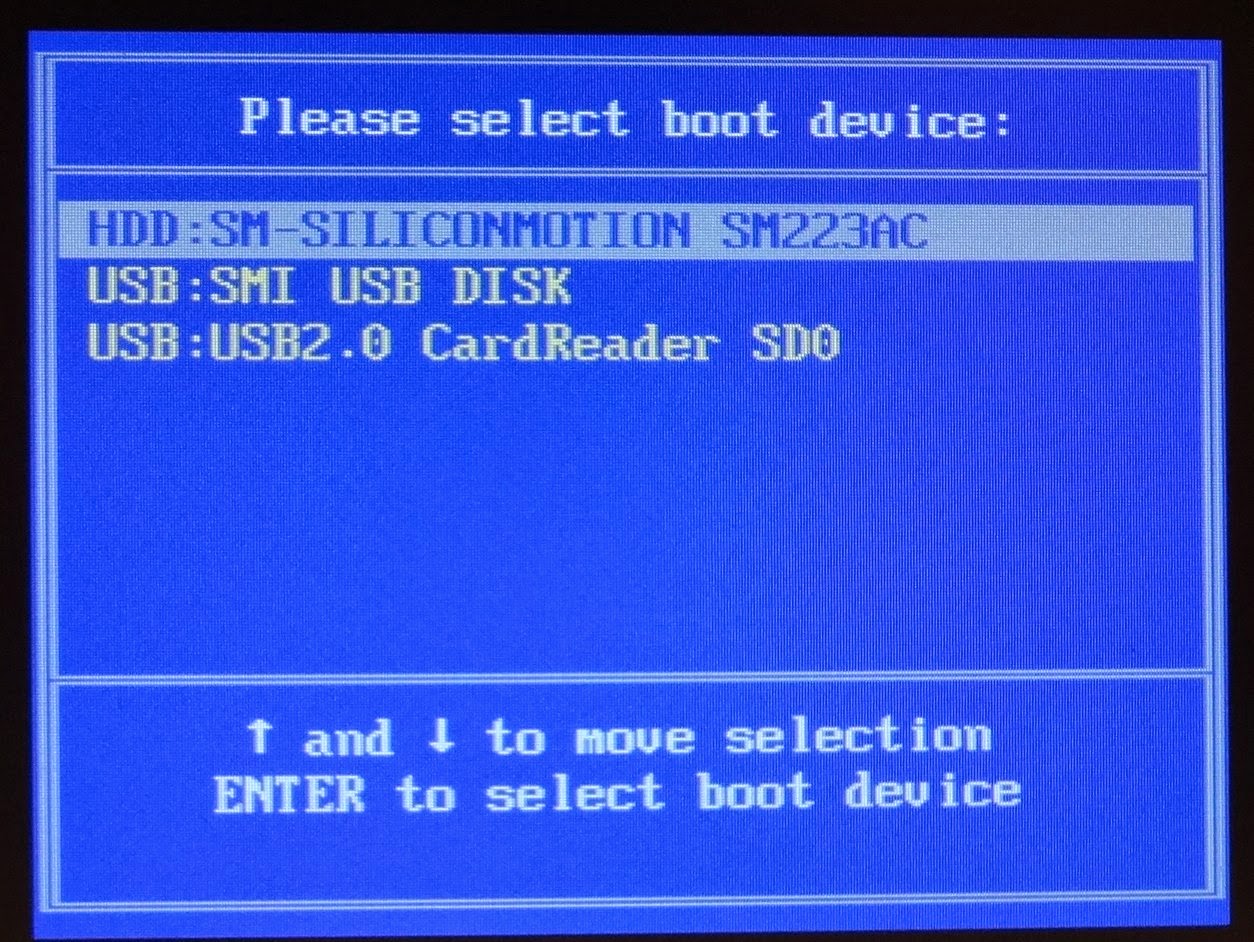 Please select boot device:
HDD:SM-SILICONMOTION SM223AC
USB:SMI USB DISK
USB:USB2.0 CardReader SD0
↑ and ↓ to move selection
ENTER to select boot device